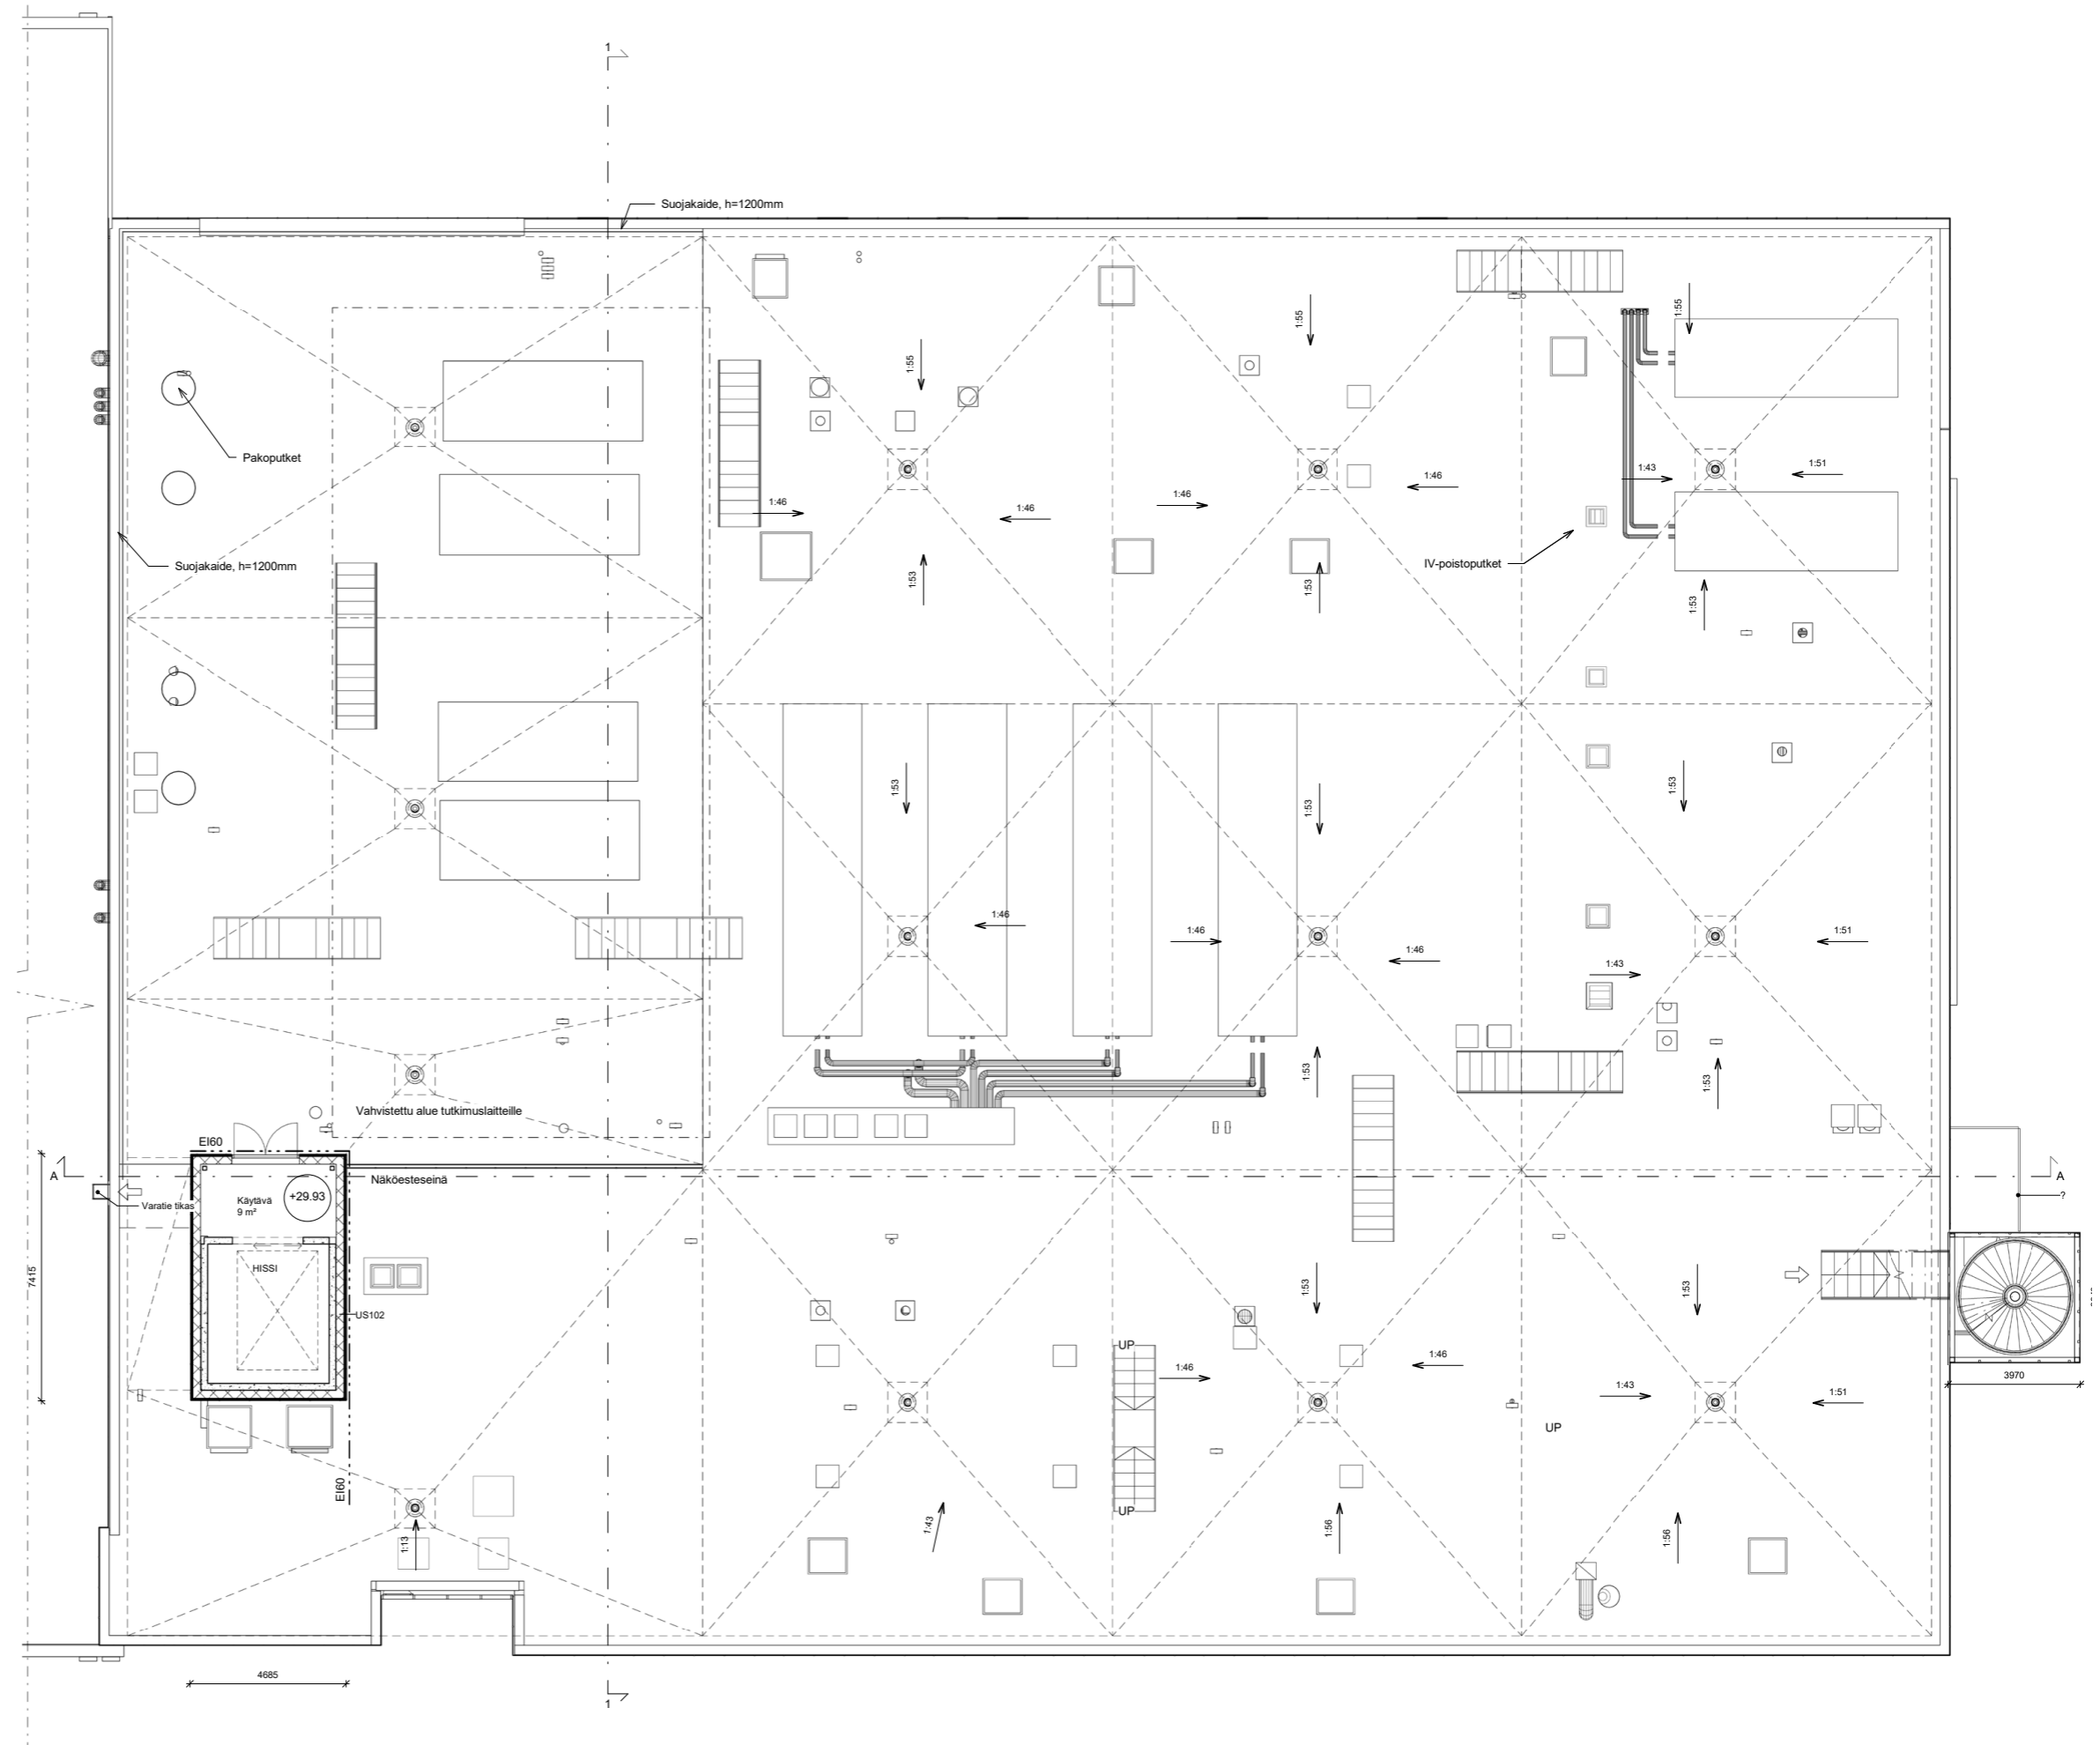 1
Suojakaide, h=1200mm
1:55
1:55
1:55
Pakoputket
1:43
1:51
1:46
1:46
1:46
1:46
Suojakaide, h=1200mm
IV-poistoputket
1:53
1:53
1:53
1:53
1:53
1:53
1:46
1:46
1:46
1:43
1:51
1:53
1:53
Vahvistettu alue tutkimuslaitteille
EI60
A
Näköesteseinä
A
Käytävä
9 m²
+29.93
Varatie tikas
?
7415
HISSI
US102
1:53
1:53
UP
1:46
1:46
1:43
1:51
3970
UP
EI60
UP
1:13
1:43
1:56
1:56
4685
1